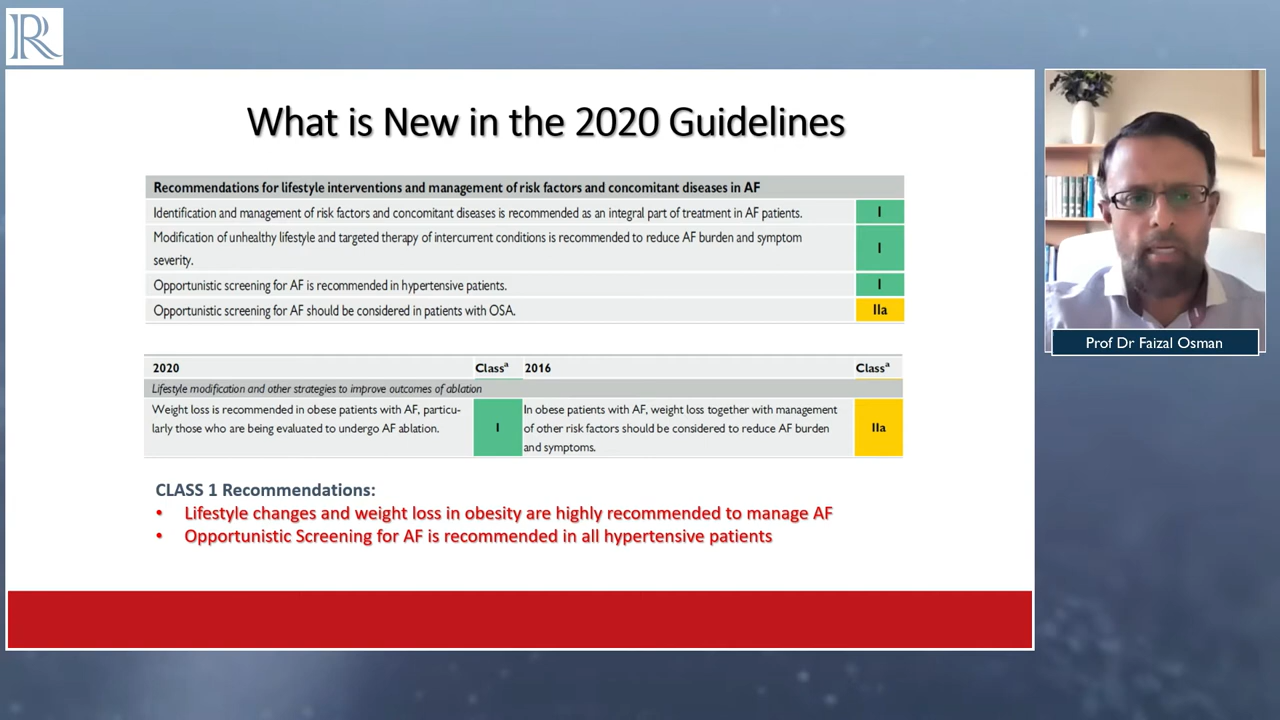 R
What is New in the 2020 Guidelines
Recommendations for lifestyle interventions and management of risk factors and concomitant diseases in AF
Identification and management of risk factors and concomitant diseases is recommended as an integral part of treatment in AF patients. I
Modification of unhealthy lifestyle and targeted therapy of intercurrent conditions is recommended to reduce AF burden and symptom
severity. I
Opportunistic screening for AF is recommended in hypertensive patients. I
Opportunistic screening for AF should be considered in patients with OSA. IIa
2020 Classᵃ 2016 Classᵃ
Lifestyle modification and other strategies to improve outcomes of ablation
Weight loss is recommended in obese patients with AF, particu-
larly those who are being evaluated to undergo AF ablation. I
In obese patients with AF, weight loss together with management
of other risk factors should be considered to reduce AF burden
and symptoms. IIa
CLASS 1 Recommendations:
• Lifestyle changes and weight loss in obesity are highly recommended to manage AF
• Opportunistic Screening for AF is recommended in all hypertensive patients
Prof Dr Faizal Osman